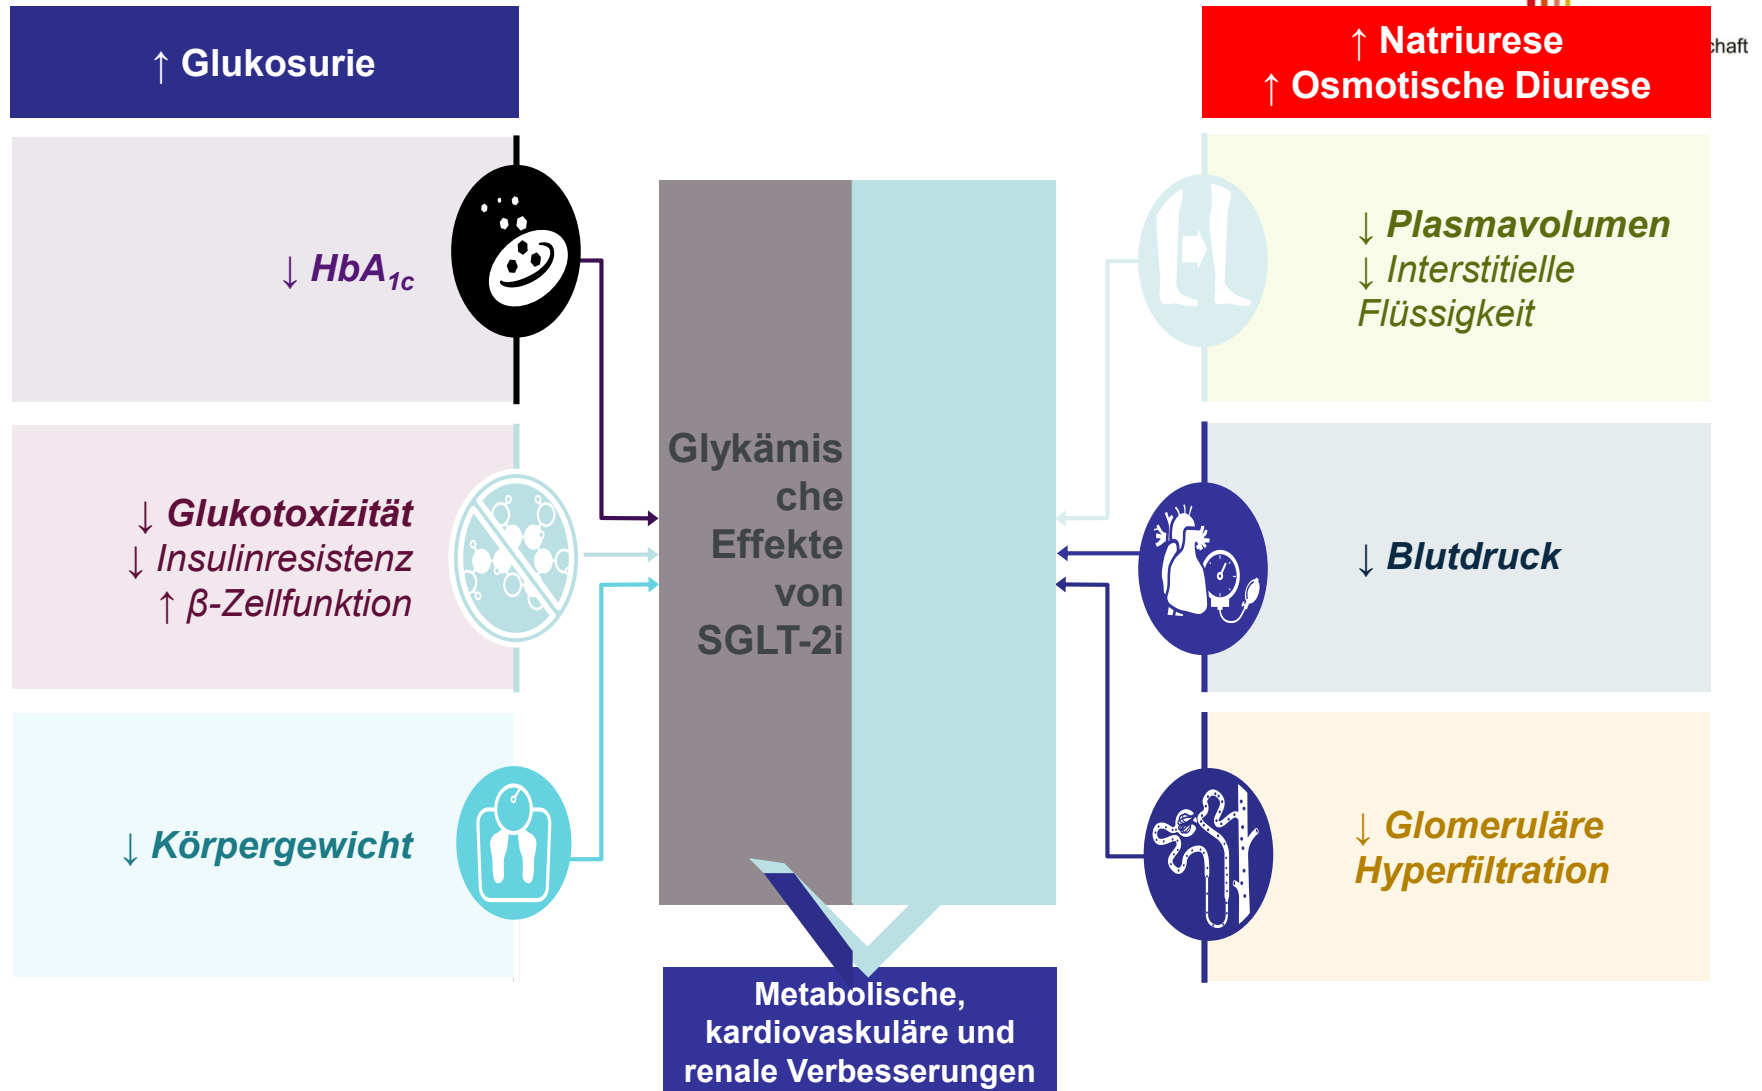 ↑ Glukosurie
↑ Natriurese
↑ Osmotische Diurese
chaft
↓ HbA1c
↓ Glukotoxizität
↓ Insulinresistenz
↑ β-Zellfunktion
↓ Körpergewicht
Glykämis
che
Effekte
von
SGLT-2i
↓ Plasmavolumen
↓ Interstitielle
Flüssigkeit
↓ Blutdruck
↓ Glomeruläre
Hyperfiltration
Metabolische,
kardiovaskuläre und
renale Verbesserungen